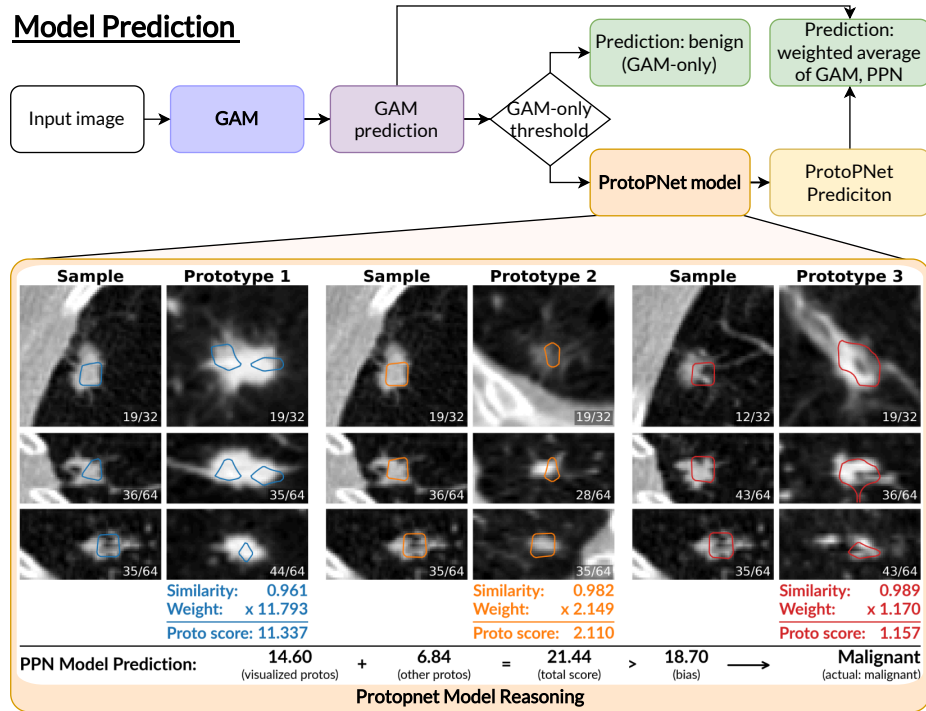 Model Prediction
Input image
GAM
GAM
prediction
GAM-only
threshold
Prediction: benign
(GAM-only)
Prediction:
weighted average
of GAM, PPN
ProtoPNet model
ProtoPNet
Prediciton
Sample
Prototype 1
Sample
Prototype 2
Sample
Prototype 3
19/32
19/32
19/32
19/32
12/32
19/32
36/64
35/64
36/64
28/64
43/64
36/64
35/64
44/64
35/64
35/64
35/64
43/64
Similarity: 0.961
Weight: x 11.793
Proto score: 11.337
Similarity: 0.982
Weight: x 2.149
Proto score: 2.110
Similarity: 0.989
Weight: x 1.170
Proto score: 1.157
PPN Model Prediction: 14.60 + 6.84 = 21.44 > 18.70 Malignant
(visualized protos) (other protos) (total score) (bias) (actual: malignant)
Protopnet Model Reasoning